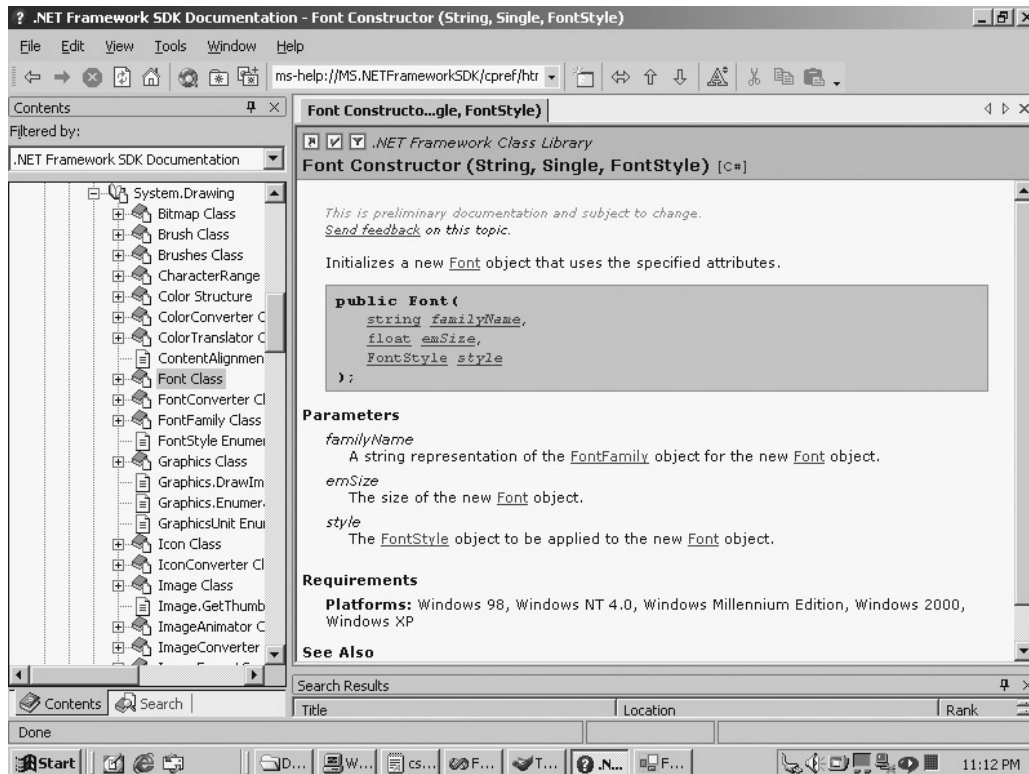 ? .NET Framework SDK Documentation - Font Constructor (String, Single, FontStyle)
File Edit View Tools Window Help
ms-help://MS.NETFrameworkSDK/cpref/htr
Contents
Filtered by:
.NET Framework SDK Documentation
System.Drawing
Bitmap Class
Brush Class
Brushes Class
CharacterRange
Color Structure
ColorConverter C
ColorTranslator C
ContentAlignmen
Font Class
FontConverter Cl
FontFamily Class
FontStyle Enumer
Graphics Class
Graphics.DrawIm
Graphics.Enumer
GraphicsUnit Enu
Icon Class
IconConverter Cl
Image Class
Image.GetThumb
ImageAnimator C
ImageConverter
Contents Search
Font Constructo...gle, FontStyle)
.NET Framework Class Library
Font Constructor (String, Single, FontStyle) [C#]
This is preliminary documentation and subject to change.
Send feedback on this topic.
Initializes a new Font object that uses the specified attributes.
public Font(
string familyName,
float emSize,
FontStyle style
);
Parameters
familyName
A string representation of the FontFamily object for the new Font object.
emSize
The size of the new Font object.
style
The FontStyle object to be applied to the new Font object.
Requirements
Platforms: Windows 98, Windows NT 4.0, Windows Millennium Edition, Windows 2000,
Windows XP
See Also
Search Results
Title Location Rank
Done
Start D... W... cs... F... T... .N... F... 11:12 PM